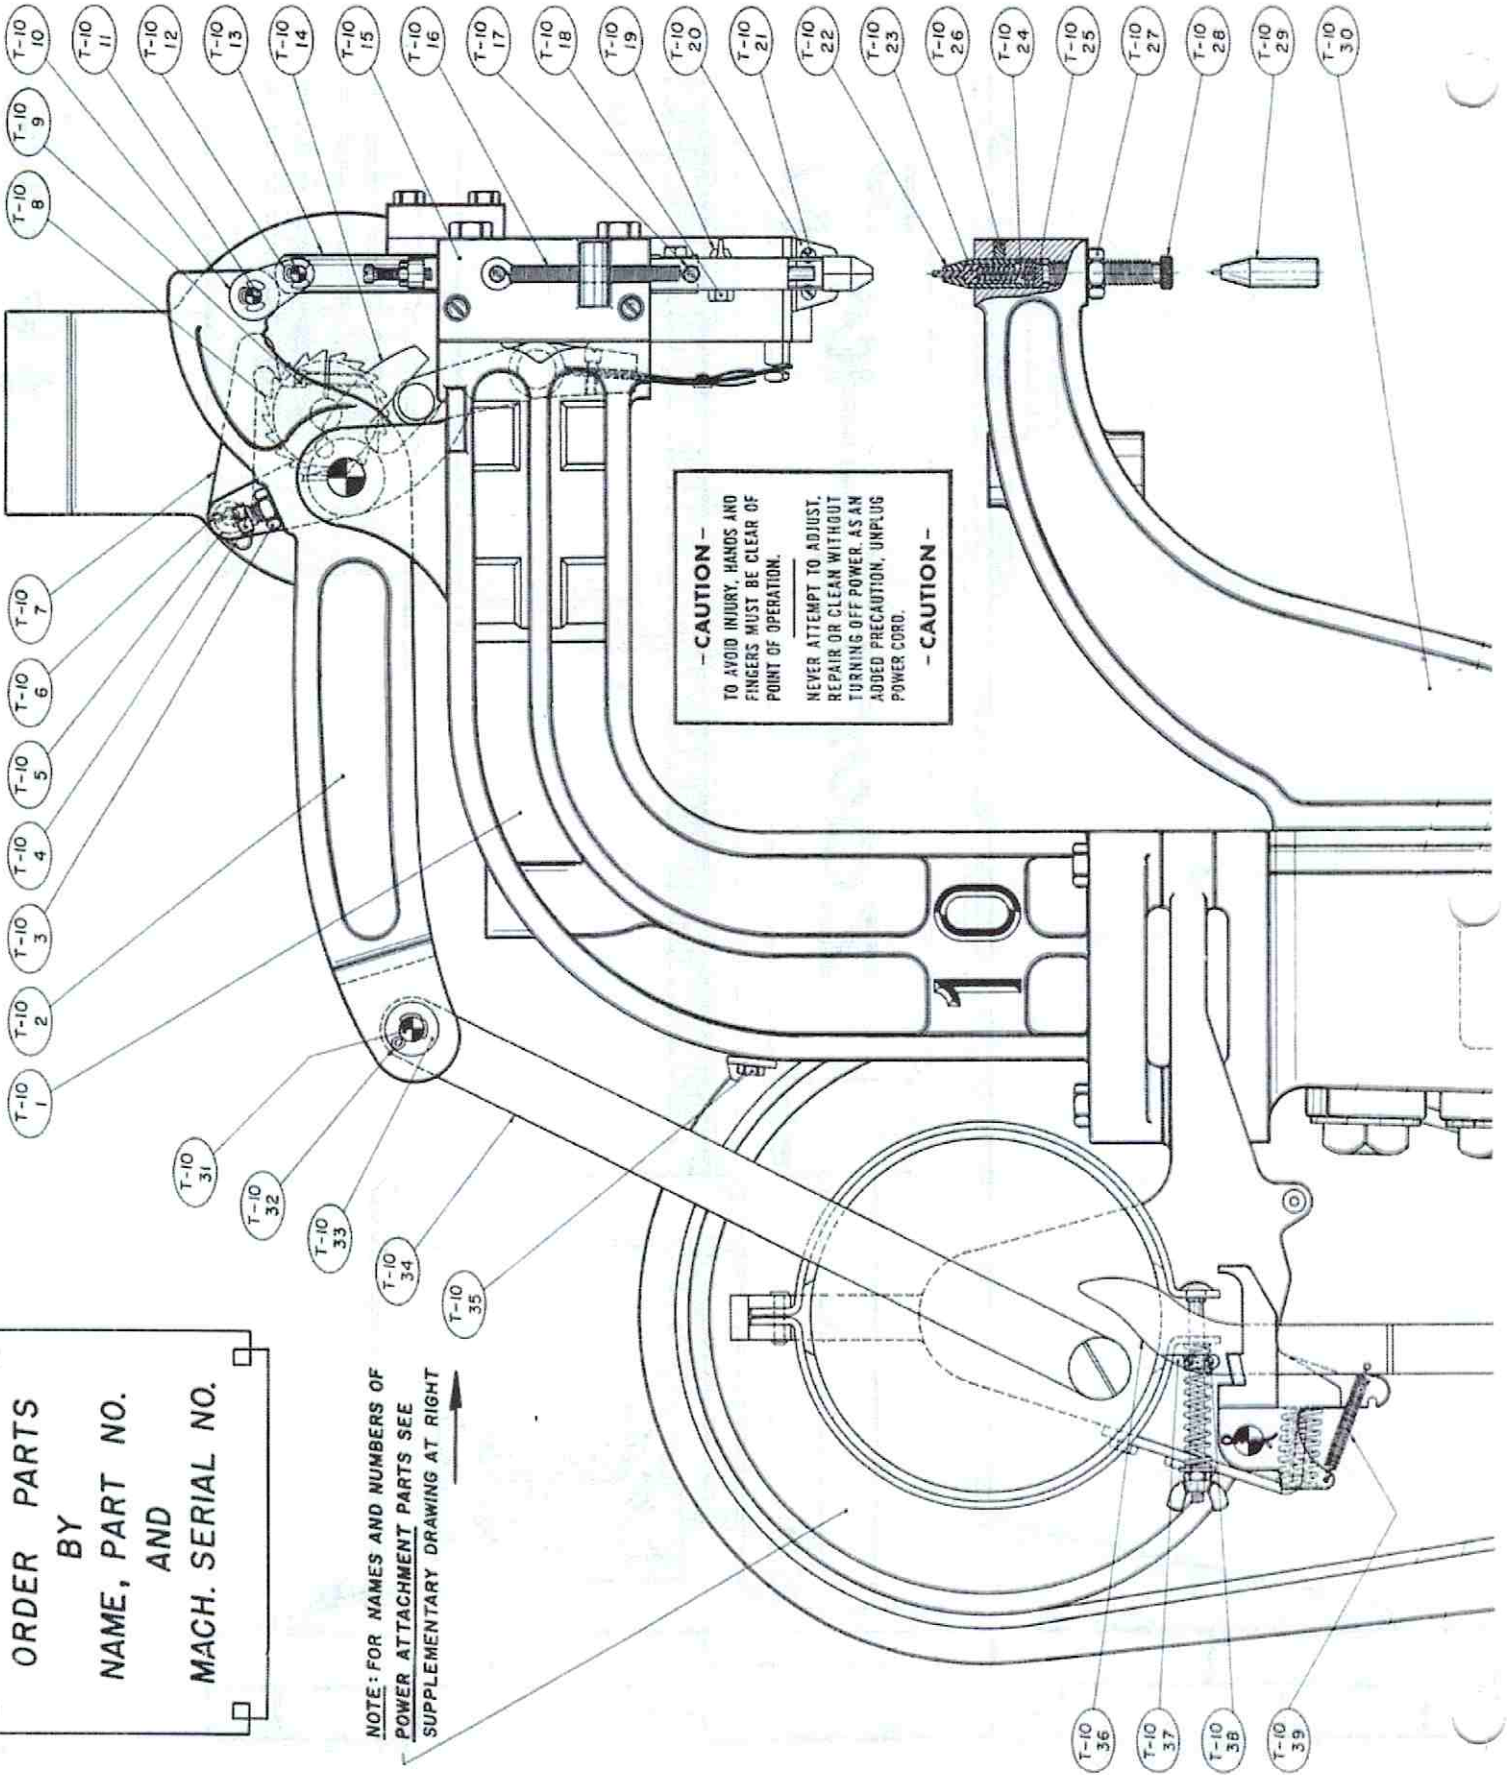 ORDER PARTS
BY
NAME, PART NO.
AND
MACH. SERIAL NO.
NOTE: FOR NAMES AND NUMBERS OF
POWER ATTACHMENT PARTS SEE
SUPPLEMENTARY DRAWING AT RIGHT
T-10
1
T-10
2
T-10
3
T-10
4
T-10
5
T-10
6
T-10
7
T-10
8
T-10
9
T-10
10
T-10
11
T-10
12
T-10
13
T-10
14
T-10
15
T-10
16
T-10
17
T-10
18
T-10
19
T-10
20
T-10
21
T-10
22
T-10
23
T-10
26
T-10
24
T-10
25
T-10
27
T-10
28
T-10
29
T-10
30
T-10
31
T-10
32
T-10
33
T-10
34
T-10
35
T-10
36
T-10
37
T-10
38
T-10
39
- CAUTION -
TO AVOID INJURY, HANDS AND
FINGERS MUST BE CLEAR OF
POINT OF OPERATION.
NEVER ATTEMPT TO ADJUST,
REPAIR OR CLEAN WITHOUT
TURNING OFF POWER. AS AN
ADDED PRECAUTION, UNPLUG
POWER CORD.
- CAUTION -
10